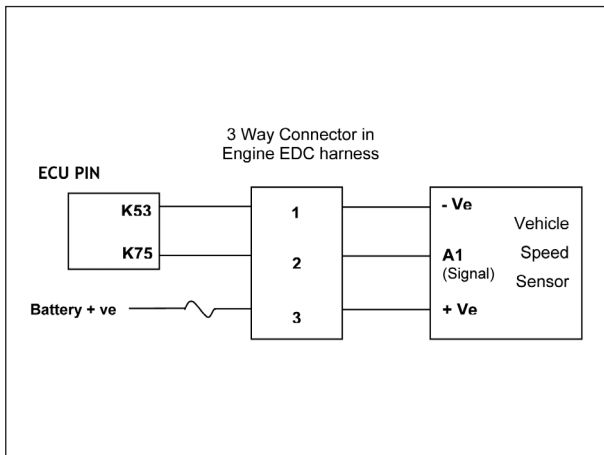 3 Way Connector in
Engine EDC harness
ECU PIN
K53
K75
Battery + ve
1
2
3
- Ve
Vehicle
A1
Speed
(Signal)
Sensor
+ Ve